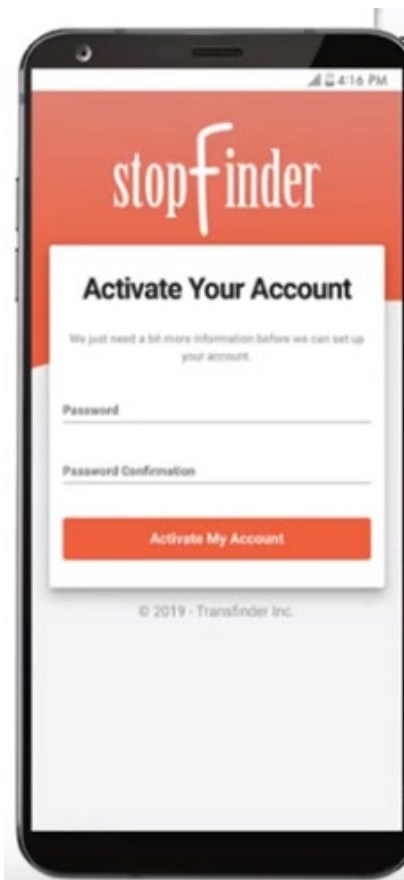 4:16 PM
stopfinder
Activate Your Account
We just need a bit more information before we can set up
your account.
Password
Password Confirmation
Activate My Account
© 2019 - Transfinder Inc.